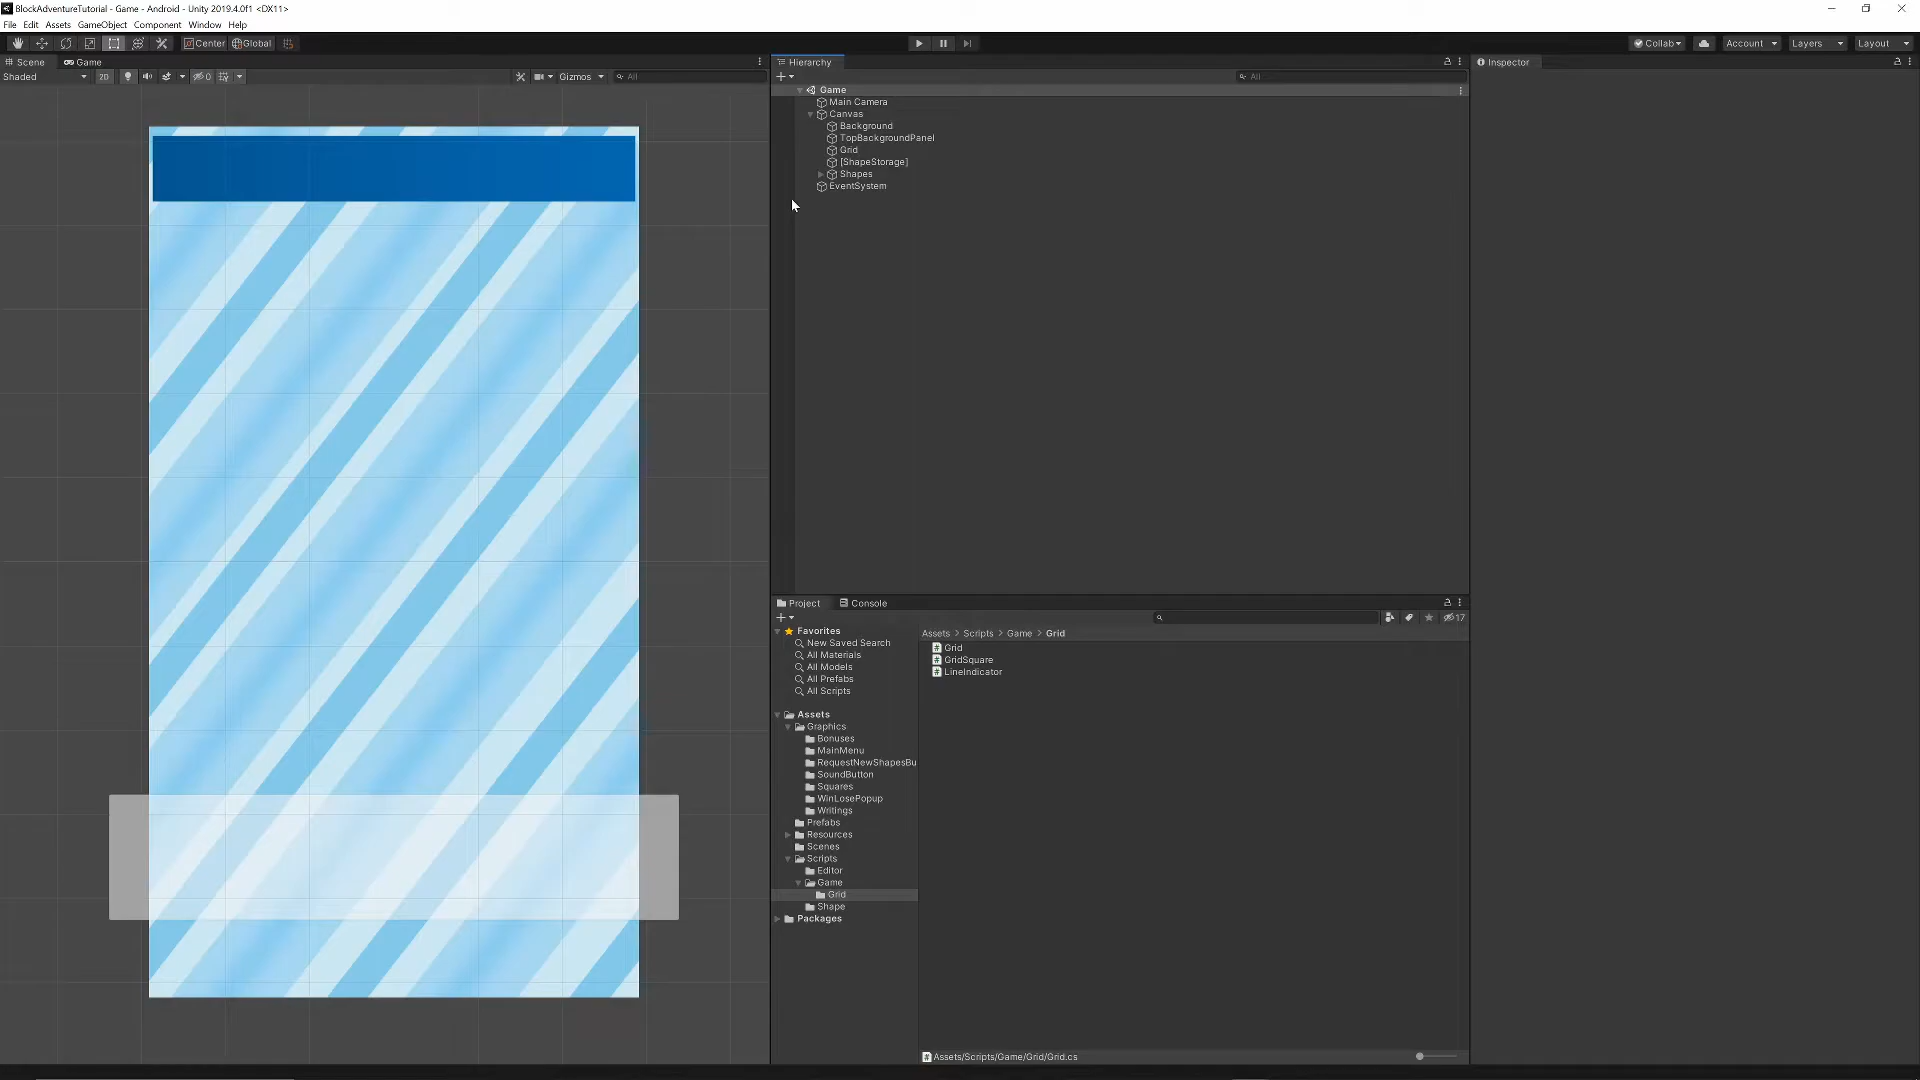 BlockAdventureTutorial - Game - Android - Unity 2019.4.0f1 <DX11>
File Edit Assets GameObject Component Window Help
Center Global
Collab Account Layers Layout
Scene Game
Shaded 2D 0 Gizmos All
Hierarchy
All
Game
Main Camera
Canvas
Background
TopBackgroundPanel
Grid
[ShapeStorage]
Shapes
EventSystem
Inspector
Project Console
17
Favorites
New Saved Search
All Materials
All Models
All Prefabs
All Scripts
Assets
Graphics
Bonuses
MainMenu
RequestNewShapesBu
SoundButton
Squares
WinLosePopup
Writings
Prefabs
Resources
Scenes
Scripts
Editor
Game
Grid
Shape
Packages
Assets > Scripts > Game > Grid
Grid
GridSquare
LineIndicator
Assets/Scripts/Game/Grid/Grid.cs